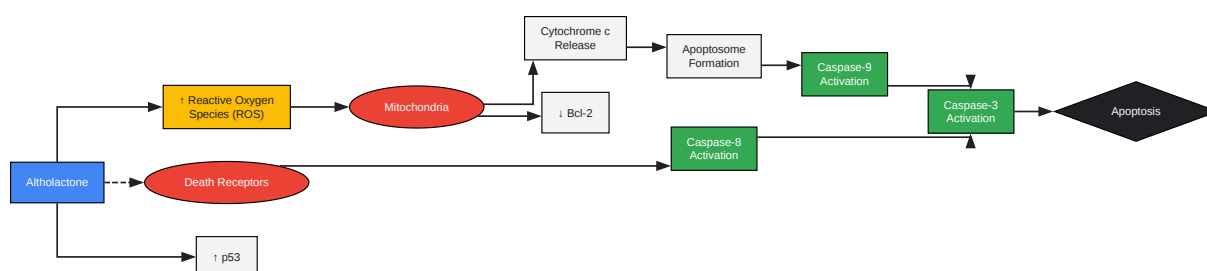 Cytochrome c
Release
Apoptosome
Formation
Caspase-9
Activation
↑ Reactive Oxygen
Species (ROS)
Mitochondria
↓ Bcl-2
Caspase-3
Activation
Apoptosis
Caspase-8
Activation
Altholactone
Death Receptors
↑ p53